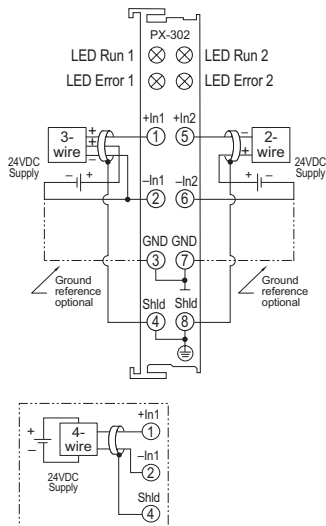 PX-302
LED Run 1 LED Run 2
LED Error 1 LED Error 2
+In1 +In2
3-wire + + − 1 5 − + 2-wire
24VDC Supply − + + − 24VDC Supply
−In1 −In2
2 6
GND GND
3 7
Ground reference optional Ground reference optional
Shld Shld
4 8
+In1
+ − 4-wire 1
−In1
24VDC Supply 2
Shld
4